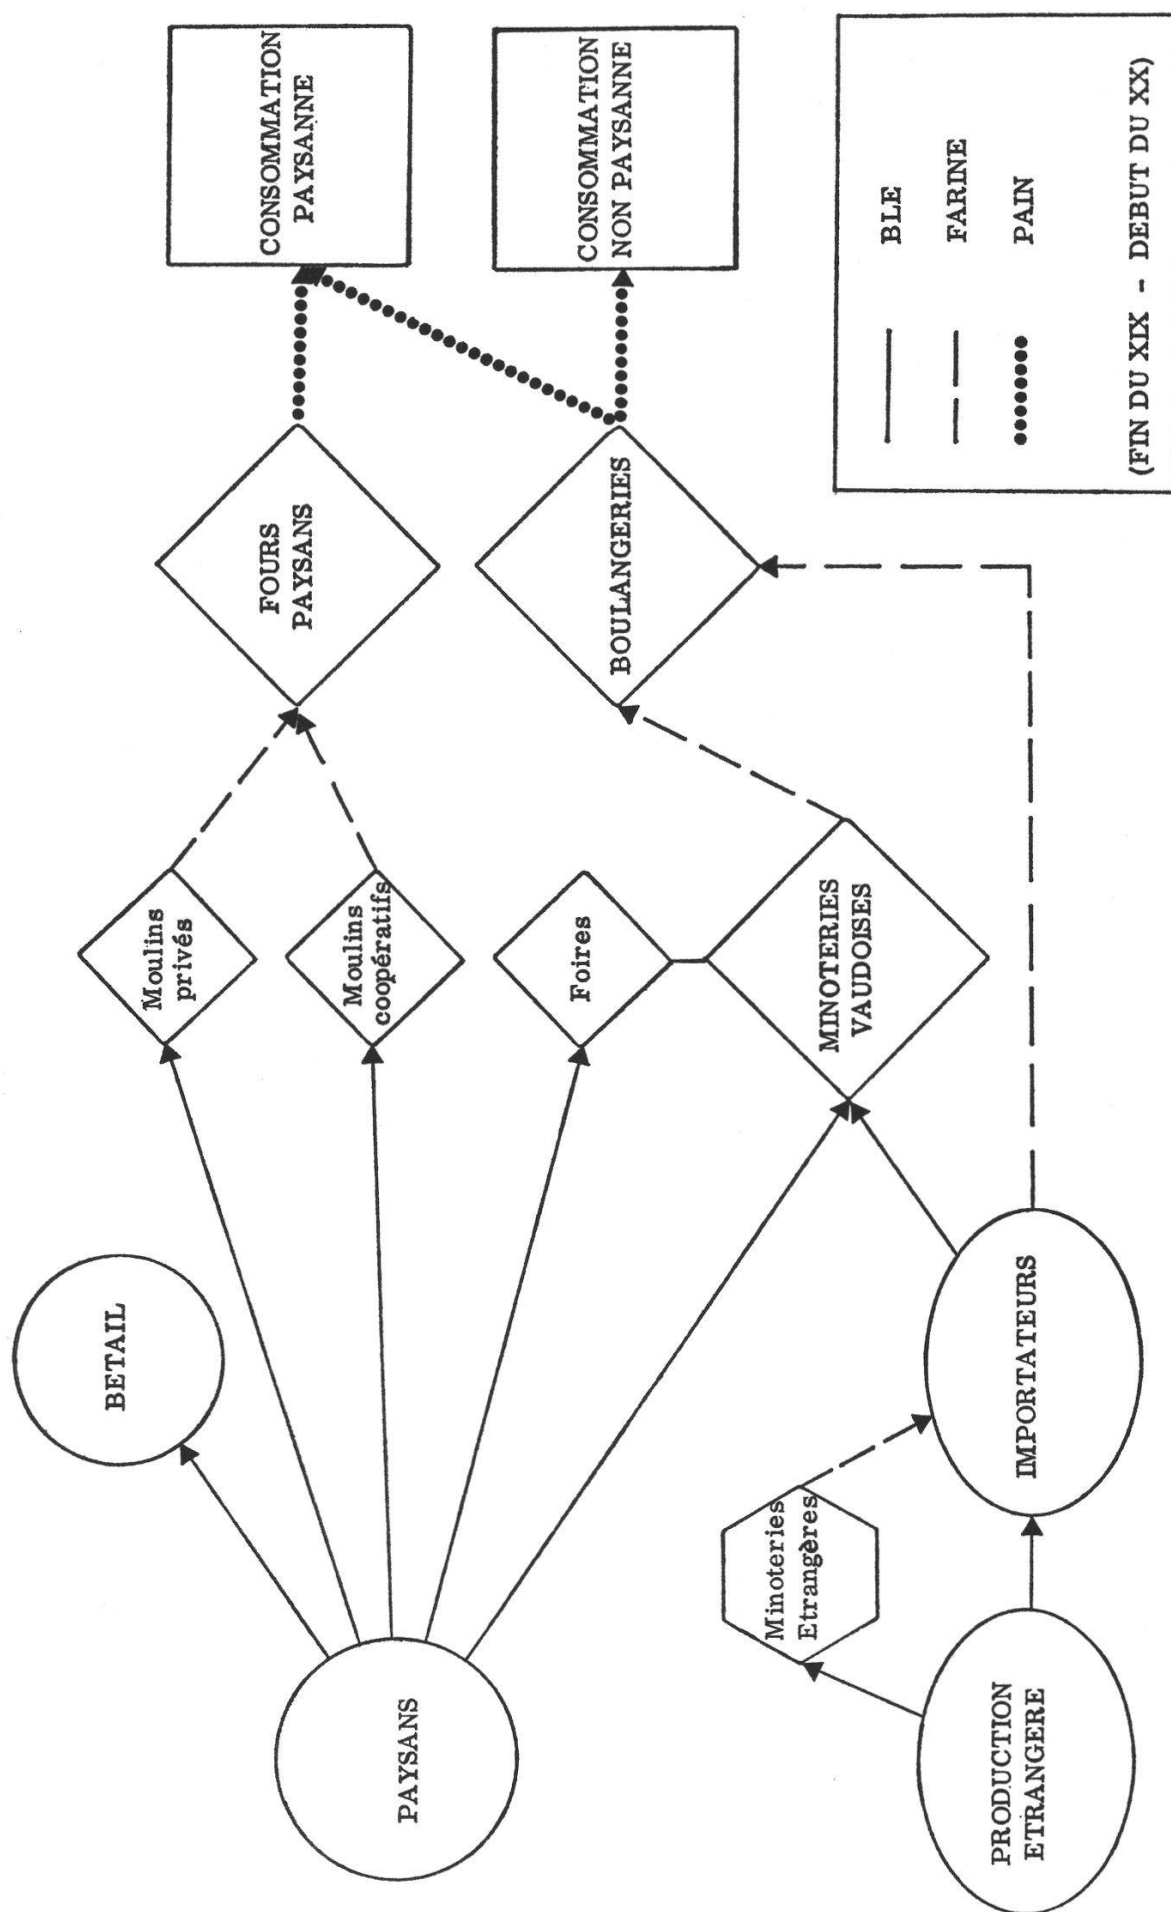 BETAIL
PAYSANS
Moulins
privés
Moulins
coopératifs
Foires
FOURS
PAYSANS
CONSOMMATION
PAYSANNE
CONSOMMATION
NON PAYSANNE
BOULANGERIES
MINOTERIES
VAUDOISES
Minoteries
Etrangères
PRODUCTION
ETRANGERE
IMPORTATEURS
BLE
FARINE
PAIN
(FIN DU XIX - DEBUT DU XX)